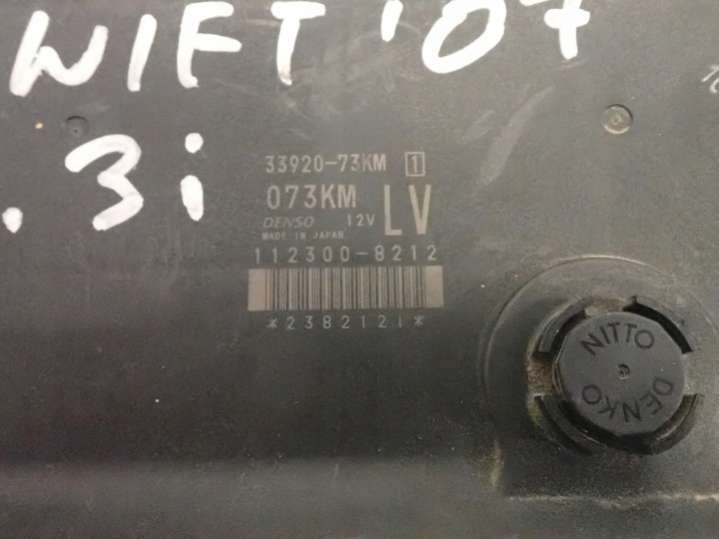 WIFT '07
.3i
33920-73KM 1
073KM LV
DENSO 12V
MADE IN JAPAN
112300-8212
*2382121*
NITTO
DENKO